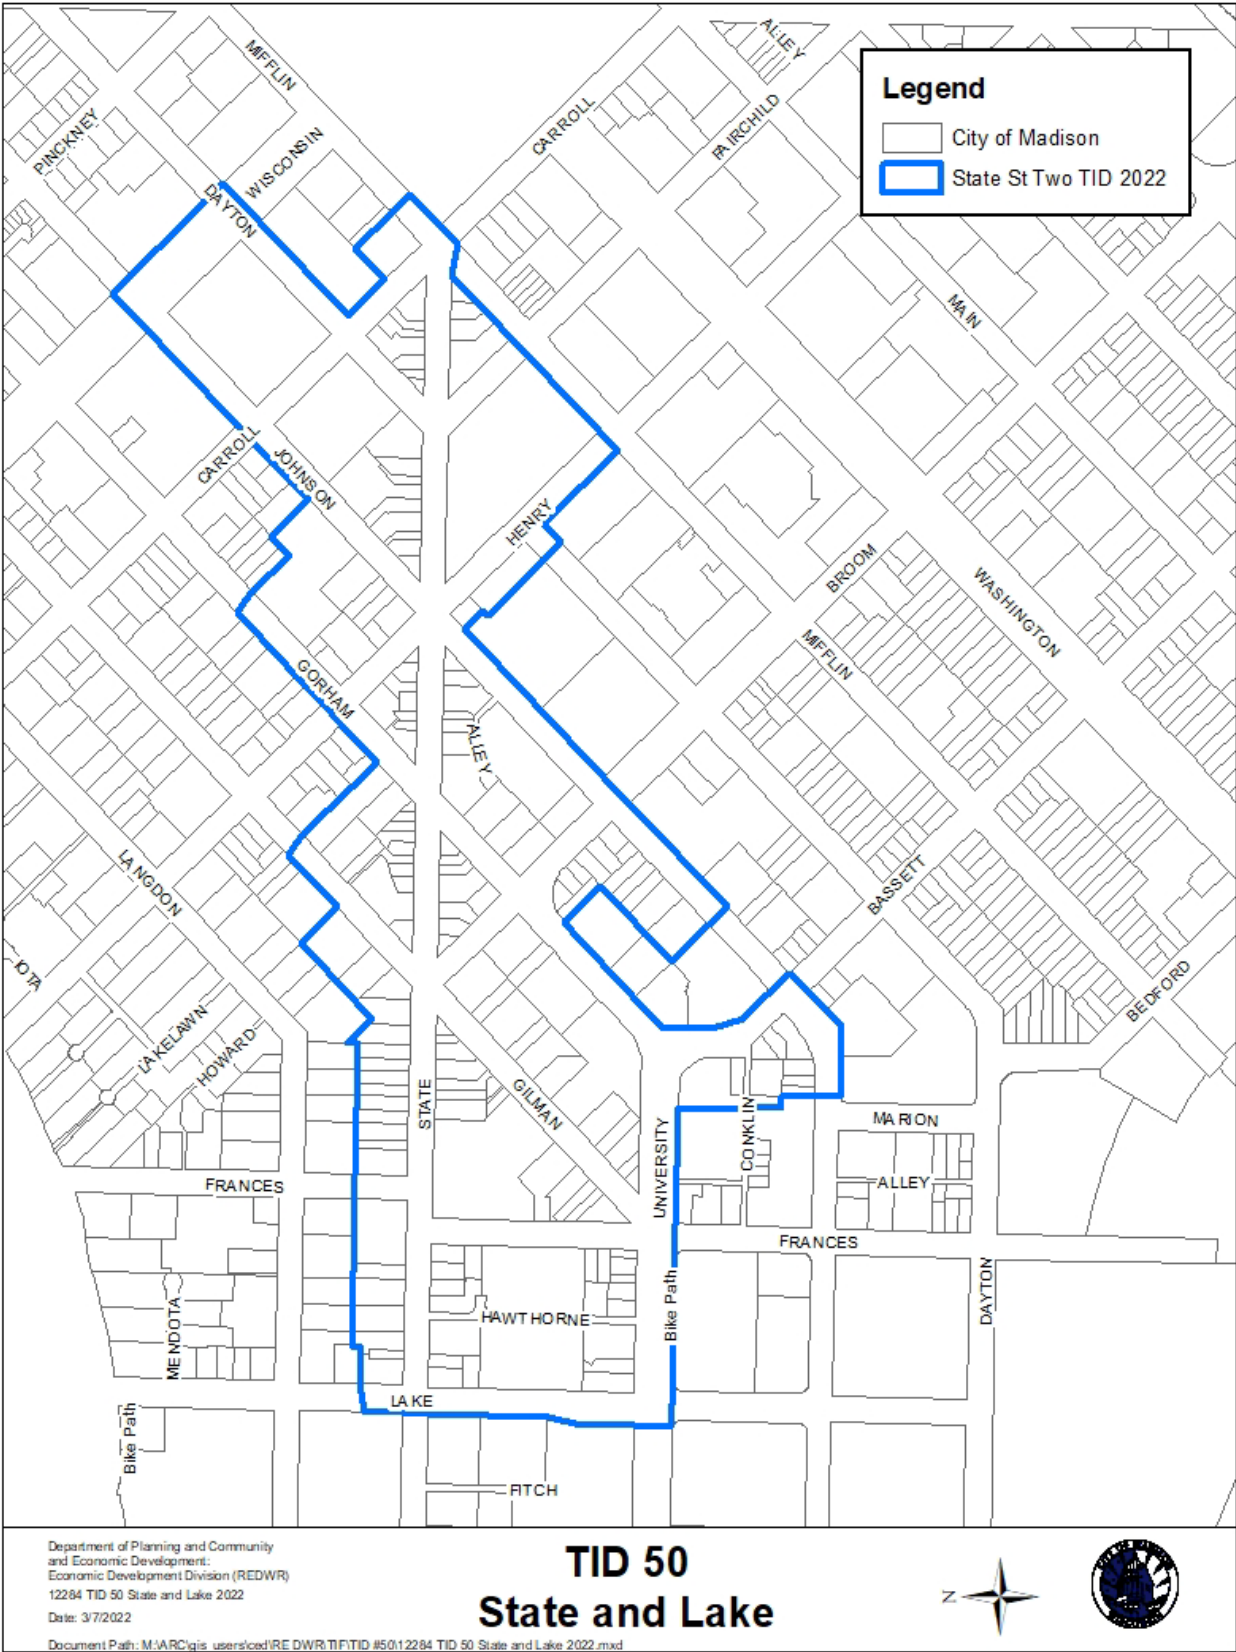 ALLEY
MIFFLIN
CARROLL
FAIRCHILD
PINCKNEY
WISCONSIN
DAYTON
Legend
City of Madison
State St Two TID 2022
MAIN
CARROLL
JOHNSON
HENRY
BROOM
WASHINGTON
MIFFLIN
GORHAM
ALLEY
LANGDON
BASSETT
IOTA
BEDFORD
LAKELAWN
HOWARD
STATE
GILMAN
UNIVERSITY
CONKLIN
MARION
ALLEY
FRANCES
FRANCES
MENDOTA
HAWTHORNE
Bike Path
DAYTON
LAKE
Bike Path
FITCH
Department of Planning and Community
and Economic Development:
Economic Development Division (REDWR)
12284 TID 50 State and Lake 2022
Date: 3/7/2022
Document Path: M:\ARC\gis_users\ced\REDWR\TIF\TID #50\12284 TID 50 State and Lake 2022.mxd
TID 50
State and Lake
N